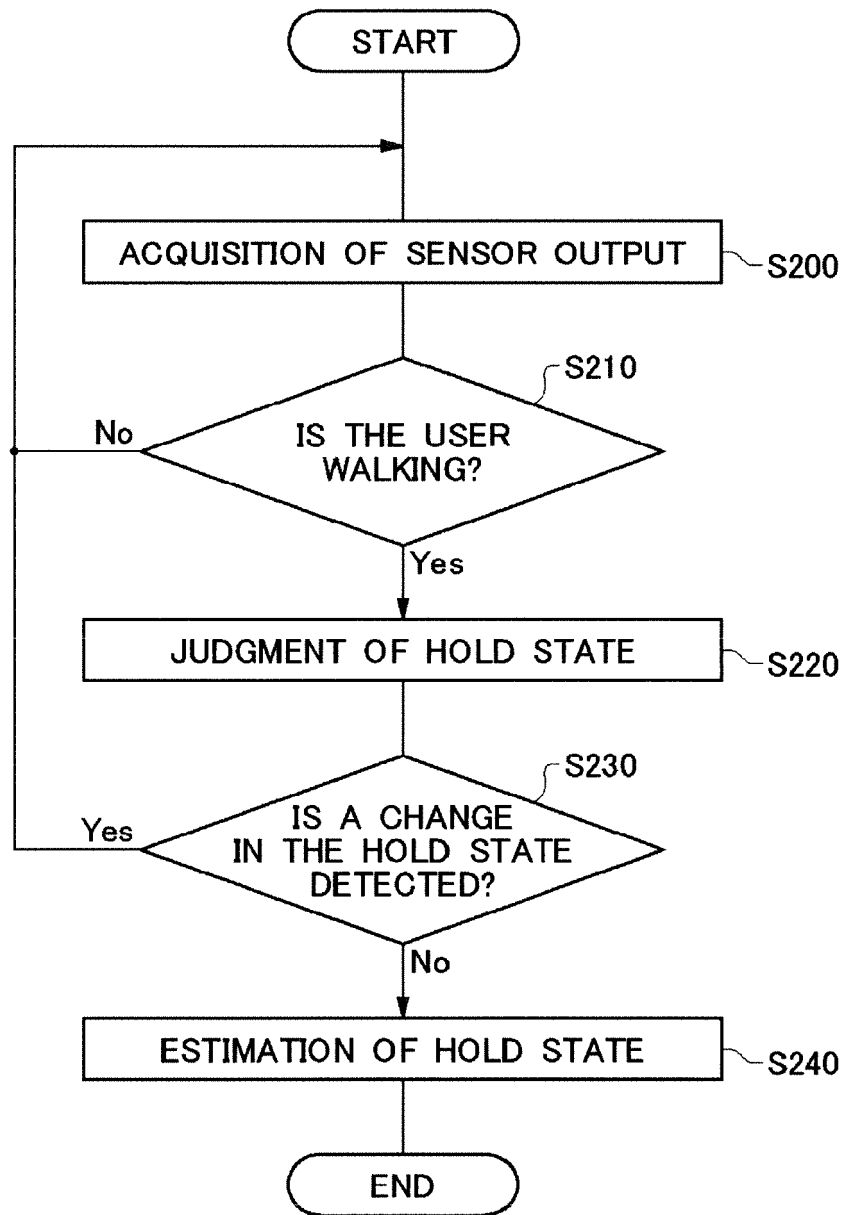 START
ACQUISITION OF SENSOR OUTPUT
S200
S210
No
IS THE USER
WALKING?
Yes
JUDGMENT OF HOLD STATE
S220
S230
Yes
IS A CHANGE
IN THE HOLD STATE
DETECTED?
No
ESTIMATION OF HOLD STATE
S240
END